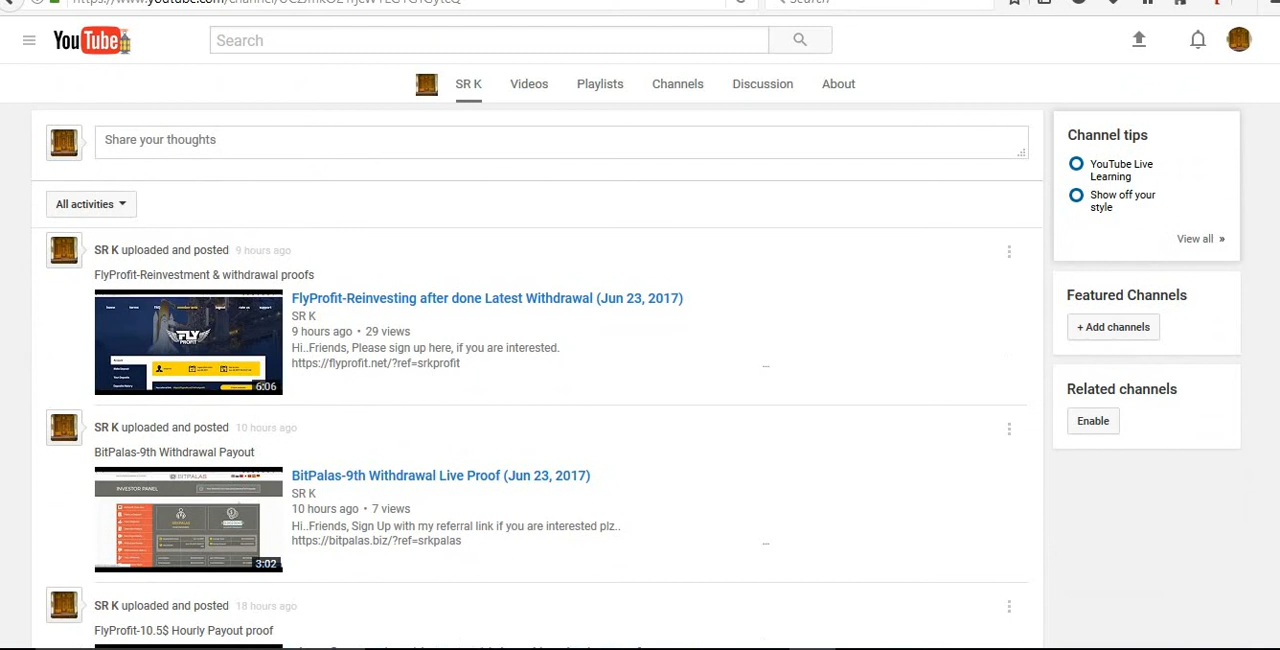 YouTube
Search
SR K
Videos
Playlists
Channels
Discussion
About
Share your thoughts
All activities
SR K uploaded and posted 9 hours ago
FlyProfit-Reinvestment & withdrawal proofs
FLY
PROFIT
6:06
FlyProfit-Reinvesting after done Latest Withdrawal (Jun 23, 2017)
SR K
9 hours ago • 29 views
Hi..Friends, Please sign up here, if you are interested.
https://flyprofit.net/?ref=srkprofit
...
SR K uploaded and posted 10 hours ago
BitPalas-9th Withdrawal Payout
BITPALAS
INVESTOR PANEL
3:02
BitPalas-9th Withdrawal Live Proof (Jun 23, 2017)
SR K
10 hours ago • 7 views
Hi..Friends, Sign Up with my referral link if you are interested plz..
https://bitpalas.biz/?ref=srkpalas
...
SR K uploaded and posted 18 hours ago
FlyProfit-10.5$ Hourly Payout proof
Channel tips
YouTube Live
Learning
Show off your
style
View all »
Featured Channels
+ Add channels
Related channels
Enable